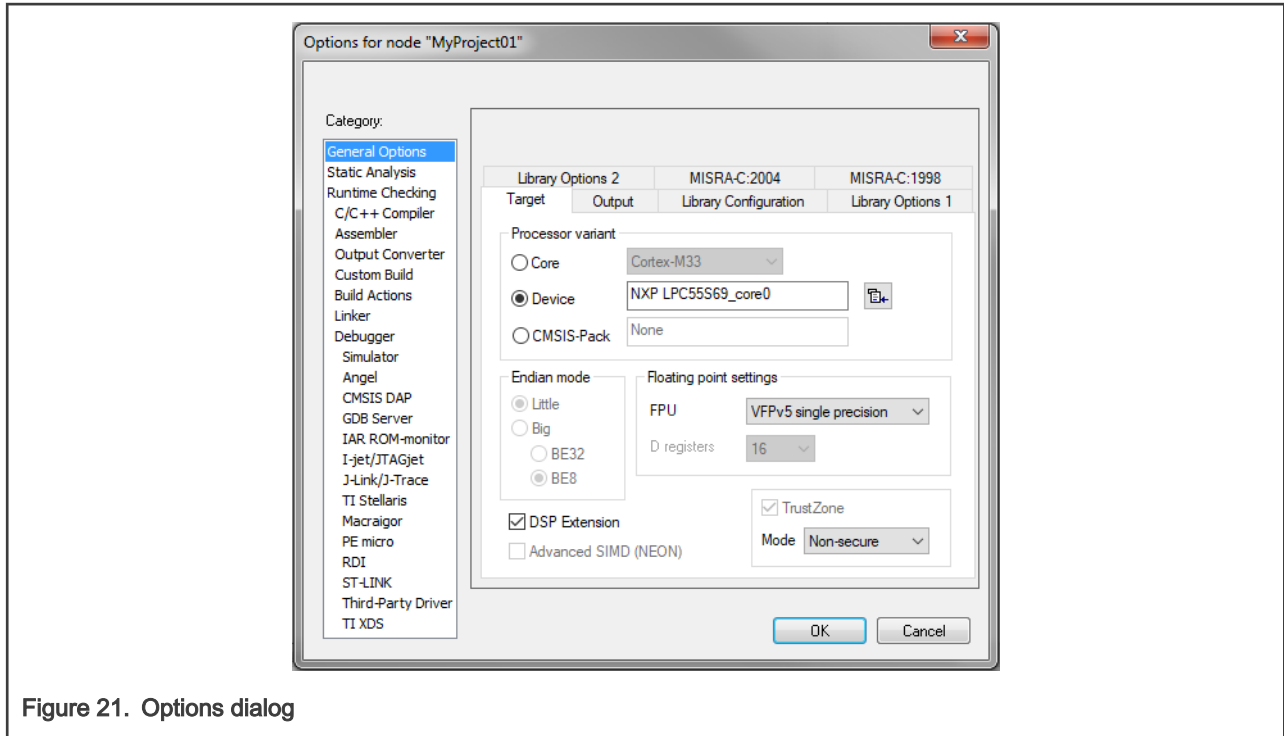 Options for node "MyProject01"
Category:
General Options
Static Analysis
Runtime Checking
C/C++ Compiler
Assembler
Output Converter
Custom Build
Build Actions
Linker
Debugger
Simulator
Angel
CMSIS DAP
GDB Server
IAR ROM-monitor
I-jet/JTAGjet
J-Link/J-Trace
TI Stellaris
Macraigor
PE micro
RDI
ST-LINK
Third-Party Driver
TI XDS
Library Options 2 MISRA-C:2004 MISRA-C:1998
Target Output Library Configuration Library Options 1
Processor variant
Core Cortex-M33
Device NXP LPC55S69_core0
CMSIS-Pack None
Endian mode
Little
Big
BE32
BE8
Floating point settings
FPU VFPv5 single precision
D registers 16
DSP Extension
Advanced SIMD (NEON)
TrustZone
Mode Non-secure
OK Cancel
Figure 21. Options dialog